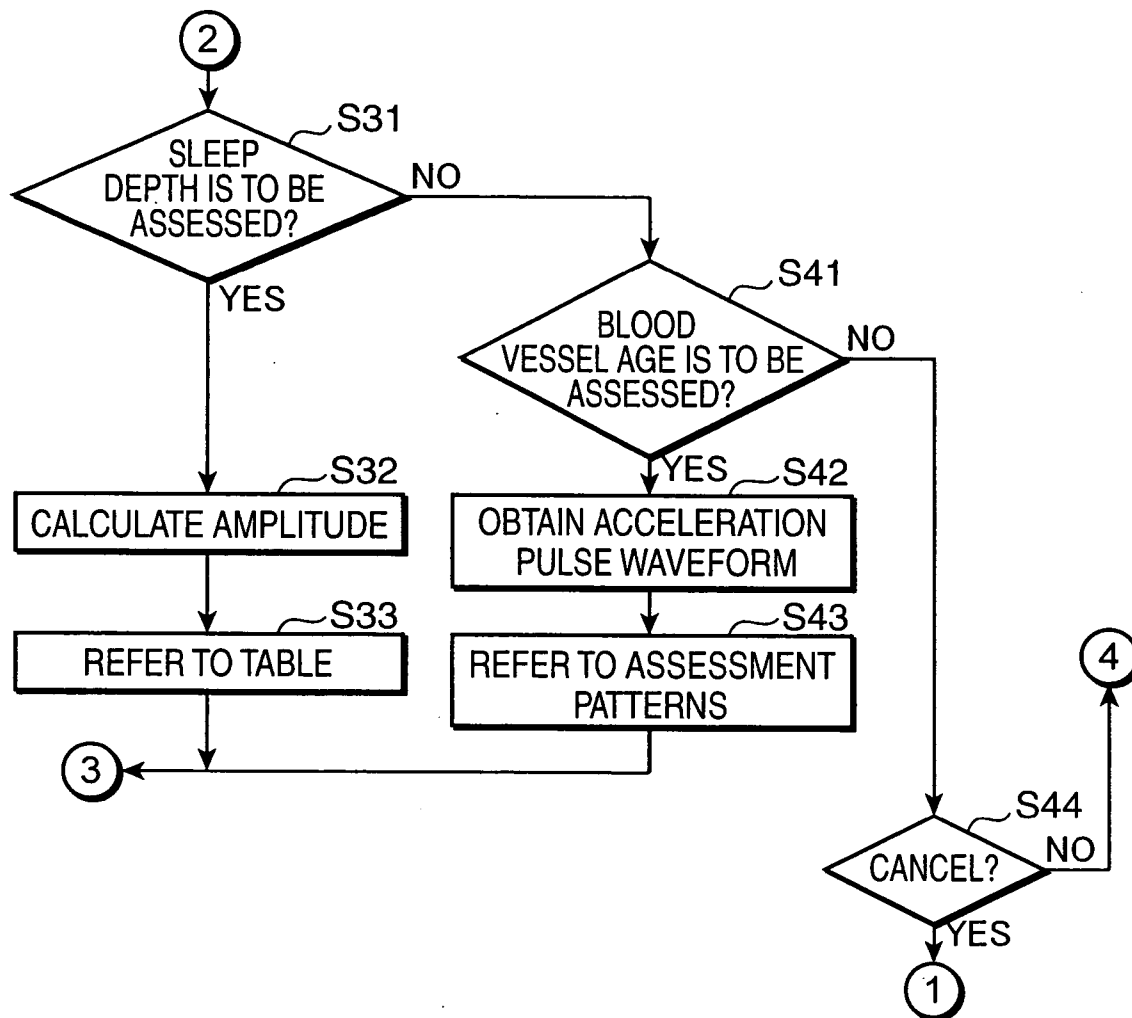 2
S31
SLEEP
DEPTH IS TO BE
ASSESSED?
NO
YES
S41
BLOOD
VESSEL AGE IS TO BE
ASSESSED?
NO
YES
S32
CALCULATE AMPLITUDE
S42
OBTAIN ACCELERATION
PULSE WAVEFORM
S33
REFER TO TABLE
S43
REFER TO ASSESSMENT
PATTERNS
4
3
S44
CANCEL?
NO
YES
1